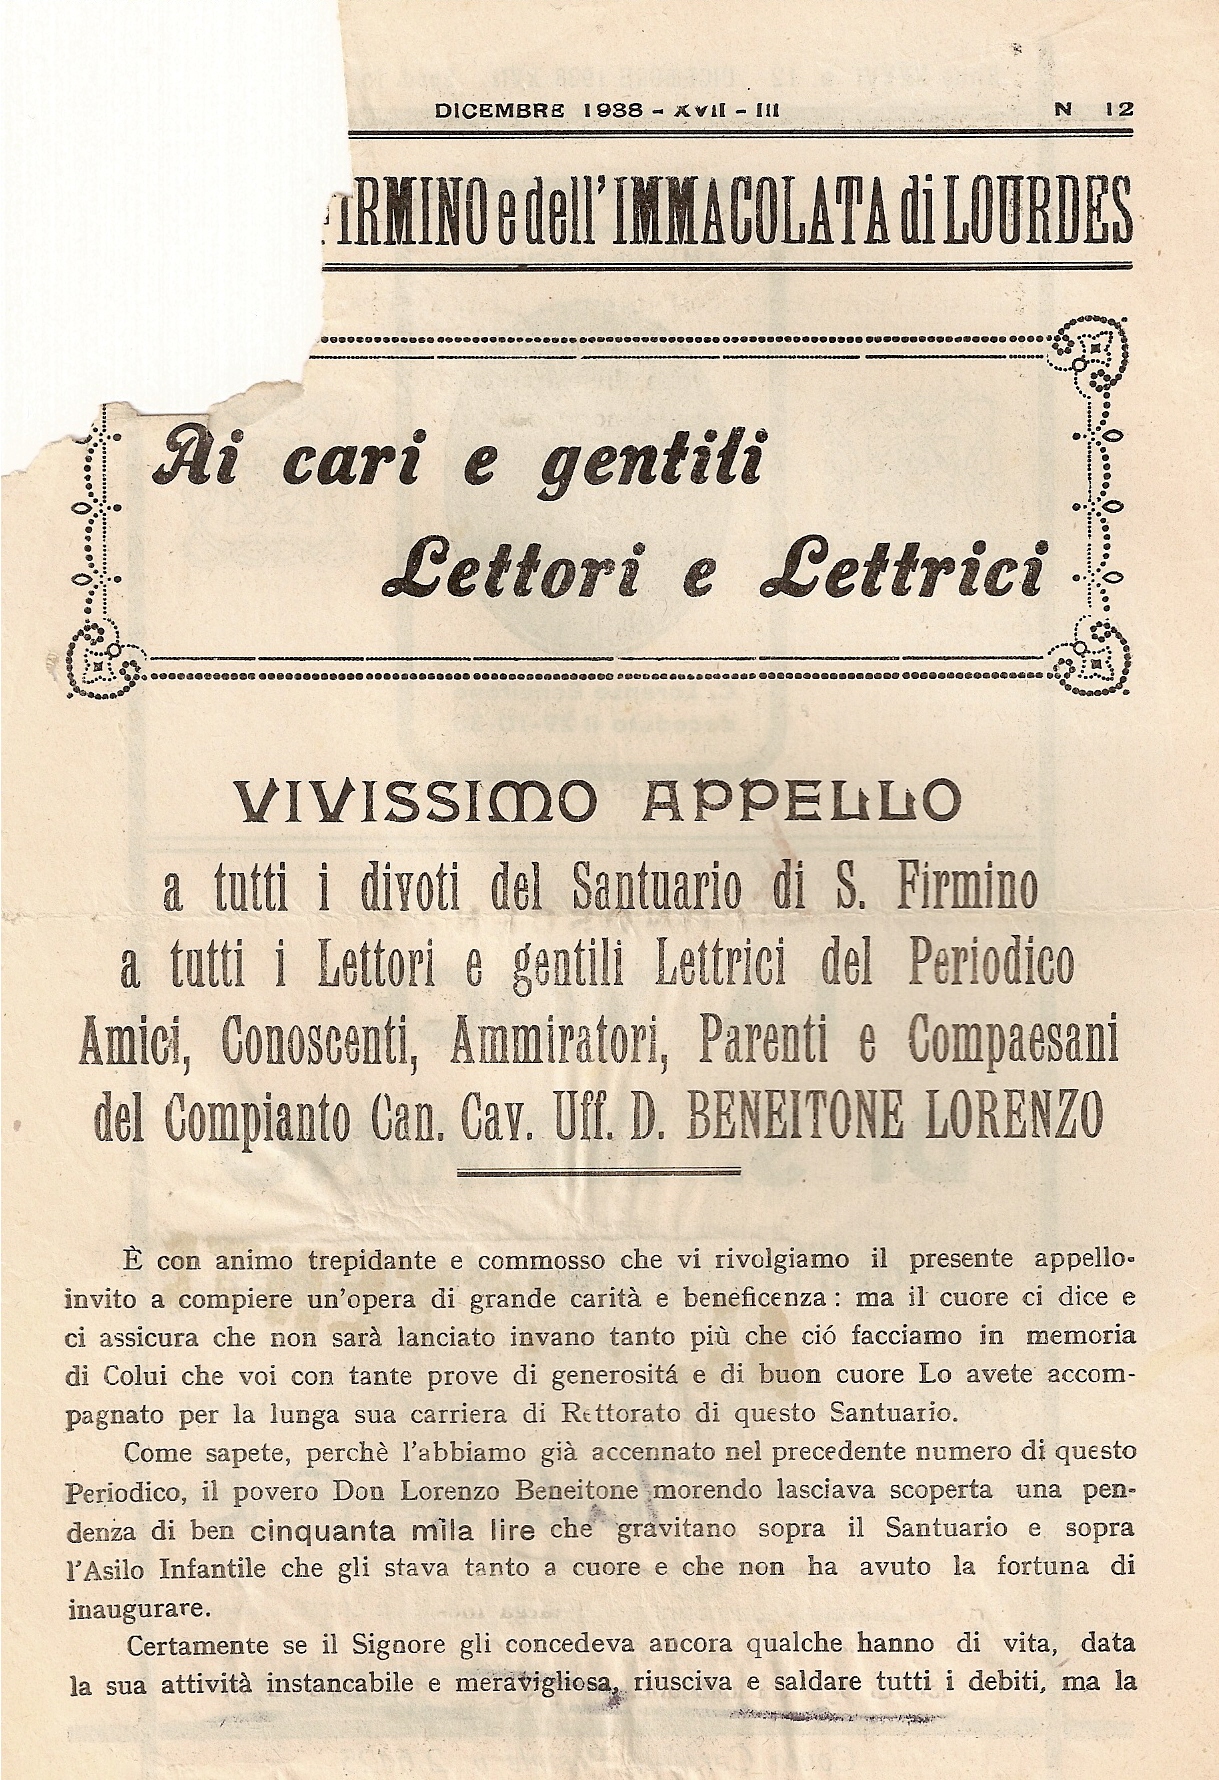 DICEMBRE 1938 - XVII - III N 12
FIRMINO e dell' IMMACOLATA di LOURDES
Ai cari e gentili
Lettori e Lettrici
VIVISSIMO APPELLO
a tutti i divoti del Santuario di S. Firmino
a tutti i Lettori e gentili Lettrici del Periodico
Amici, Conoscenti, Ammiratori, Parenti e Compaesani
del Compianto Can. Cav. Uff. D. BENEITONE LORENZO
È con animo trepidante e commosso che vi rivolgiamo il presente appello-
invito a compiere un'opera di grande carità e beneficenza: ma il cuore ci dice e
ci assicura che non sarà lanciato invano tanto più che ció facciamo in memoria
di Colui che voi con tante prove di generositá e di buon cuore Lo avete accom-
pagnato per la lunga sua carriera di Rettorato di questo Santuario.
Come sapete, perchè l'abbiamo già accennato nel precedente numero di questo
Periodico, il povero Don Lorenzo Beneitone morendo lasciava scoperta una pen-
denza di ben cinquanta mila lire che gravitano sopra il Santuario e sopra
l'Asilo Infantile che gli stava tanto a cuore e che non ha avuto la fortuna di
inaugurare.
Certamente se il Signore gli concedeva ancora qualche hanno di vita, data
la sua attività instancabile e meravigliosa, riusciva e saldare tutti i debiti, ma la